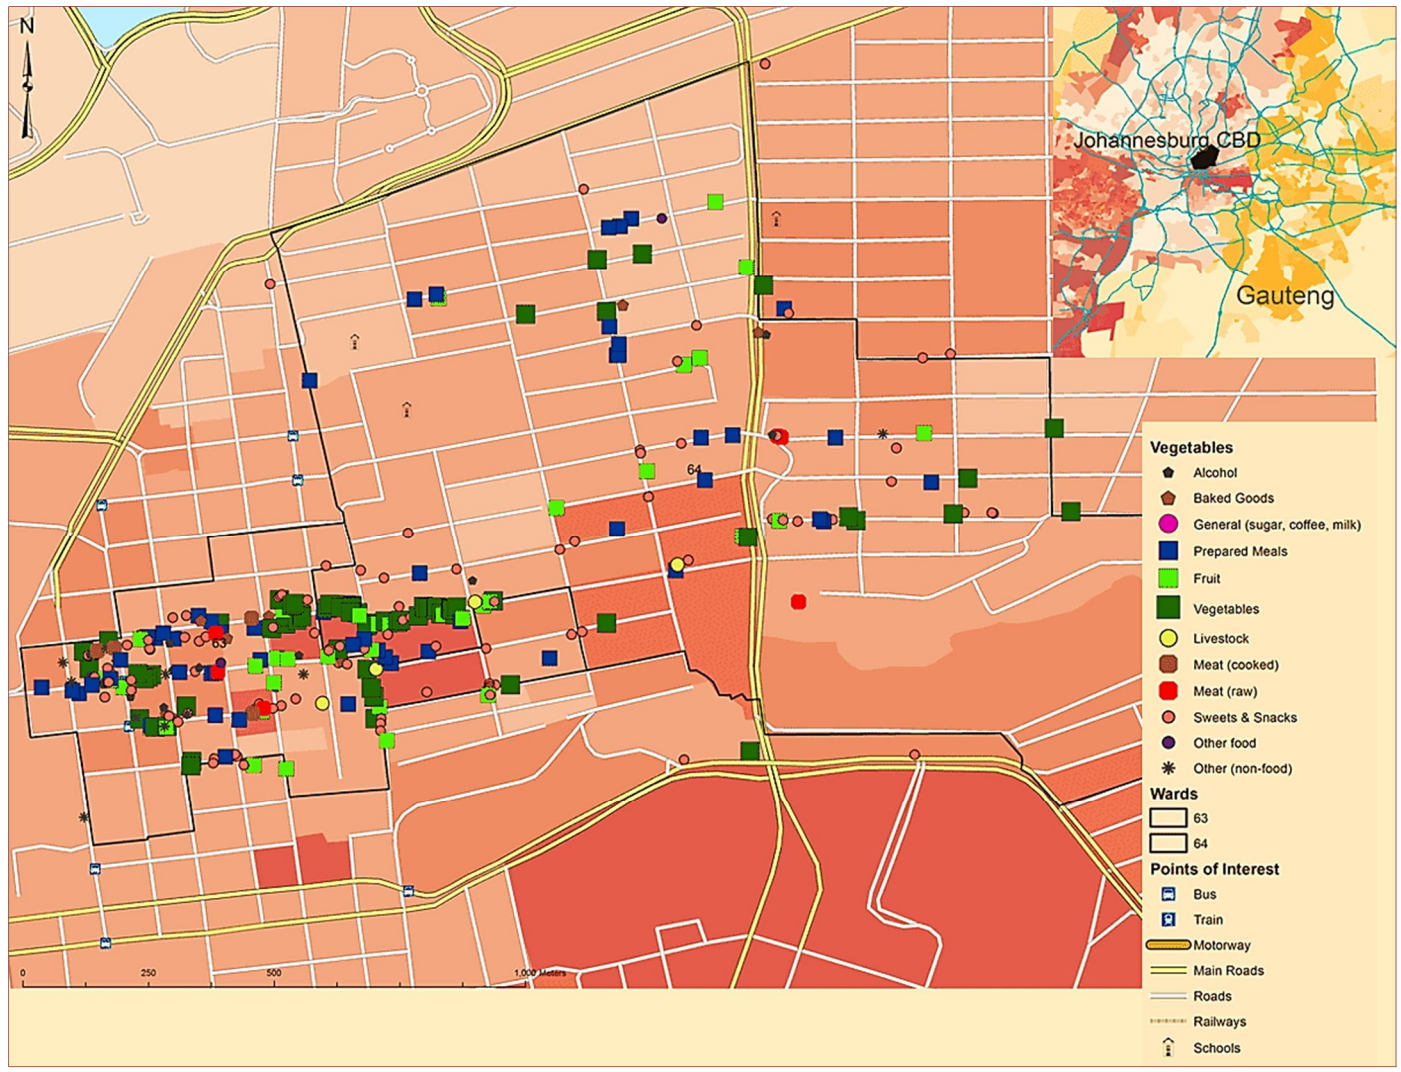 N
Johannesburg CBD
Gauteng
64
63
0 250 500 1,000 Meters
Vegetables
Alcohol
Baked Goods
General (sugar, coffee, milk)
Prepared Meals
Fruit
Vegetables
Livestock
Meat (cooked)
Meat (raw)
Sweets & Snacks
Other food
Other (non-food)
Wards
63
64
Points of Interest
Bus
Train
Motorway
Main Roads
Roads
Railways
Schools